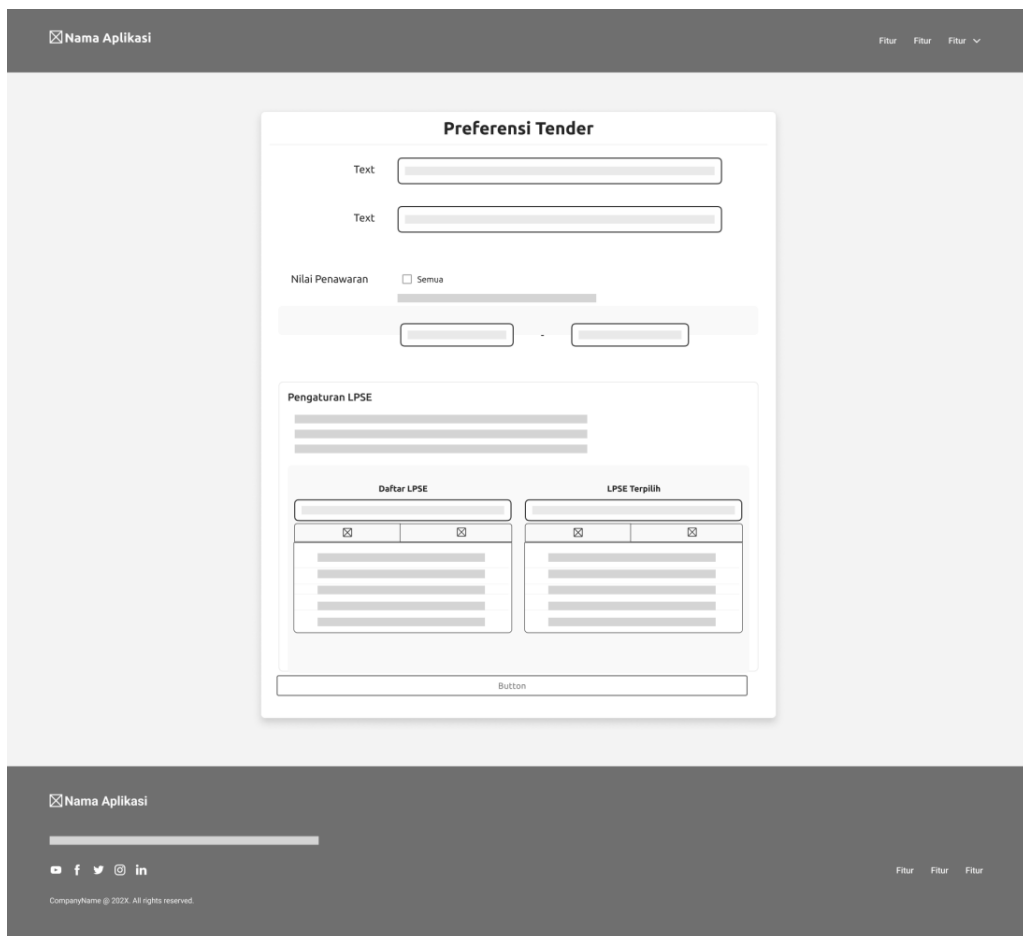 Nama Aplikasi
Fitur Fitur Fitur
Preferensi Tender
Text
Text
Nilai Penawaran Semua
-
Pengaturan LPSE
Daftar LPSE LPSE Terpilih
Button
Nama Aplikasi
Fitur Fitur Fitur
CompanyName @ 202X. All rights reserved.